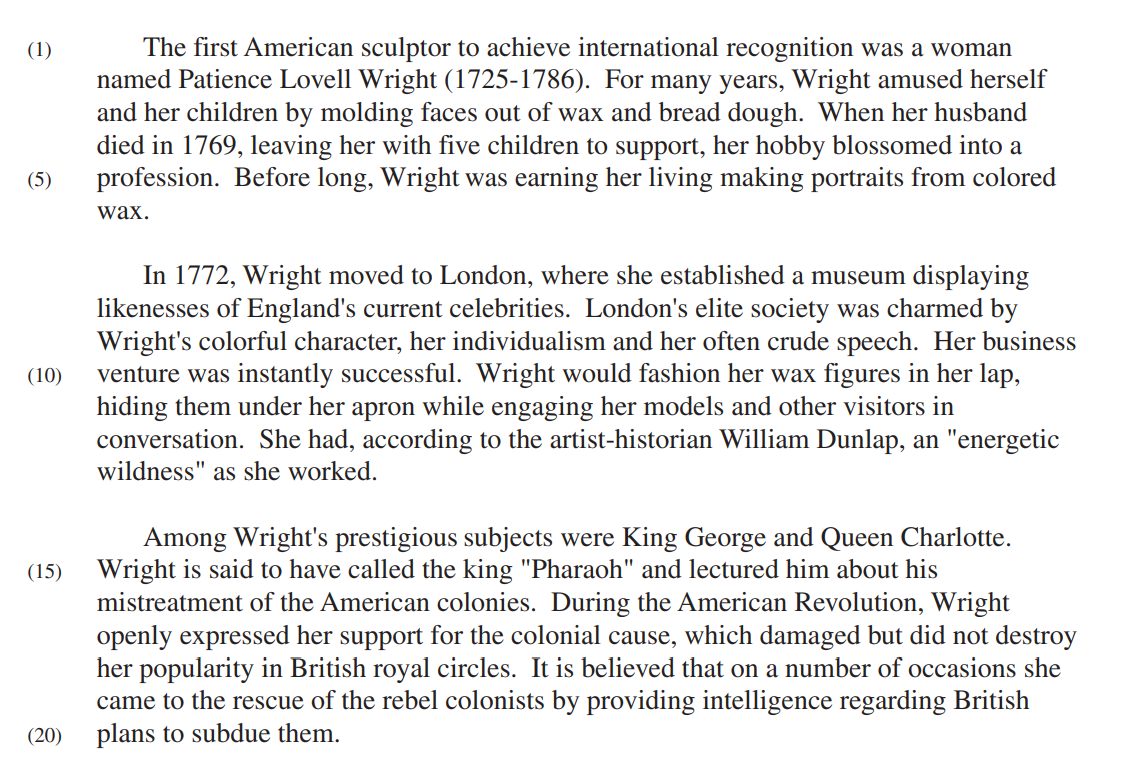 (1) The first American sculptor to achieve international recognition was a woman
named Patience Lovell Wright (1725-1786).  For many years, Wright amused herself
and her children by molding faces out of wax and bread dough.  When her husband
died in 1769, leaving her with five children to support, her hobby blossomed into a
(5) profession.  Before long, Wright was earning her living making portraits from colored
wax.
In 1772, Wright moved to London, where she established a museum displaying
likenesses of England's current celebrities.  London's elite society was charmed by
Wright's colorful character, her individualism and her often crude speech.  Her business
(10) venture was instantly successful.  Wright would fashion her wax figures in her lap,
hiding them under her apron while engaging her models and other visitors in
conversation.  She had, according to the artist-historian William Dunlap, an "energetic
wildness" as she worked.
Among Wright's prestigious subjects were King George and Queen Charlotte.
(15) Wright is said to have called the king "Pharaoh" and lectured him about his
mistreatment of the American colonies.  During the American Revolution, Wright
openly expressed her support for the colonial cause, which damaged but did not destroy
her popularity in British royal circles.  It is believed that on a number of occasions she
came to the rescue of the rebel colonists by providing intelligence regarding British
(20) plans to subdue them.